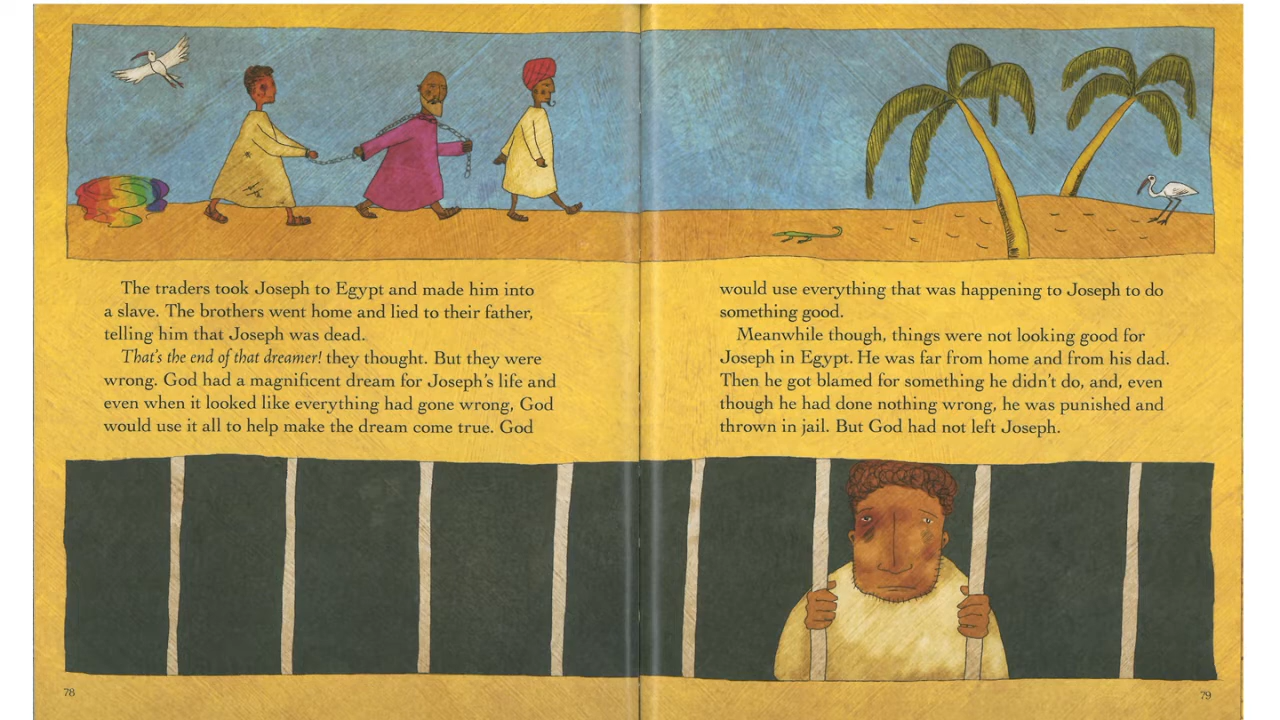 The traders took Joseph to Egypt and made him into
a slave. The brothers went home and lied to their father,
telling him that Joseph was dead.
That's the end of that dreamer! they thought. But they were
wrong. God had a magnificent dream for Joseph's life and
even when it looked like everything had gone wrong, God
would use it all to help make the dream come true. God
78
would use everything that was happening to Joseph to do
something good.
Meanwhile though, things were not looking good for
Joseph in Egypt. He was far from home and from his dad.
Then he got blamed for something he didn't do, and, even
though he had done nothing wrong, he was punished and
thrown in jail. But God had not left Joseph.
79